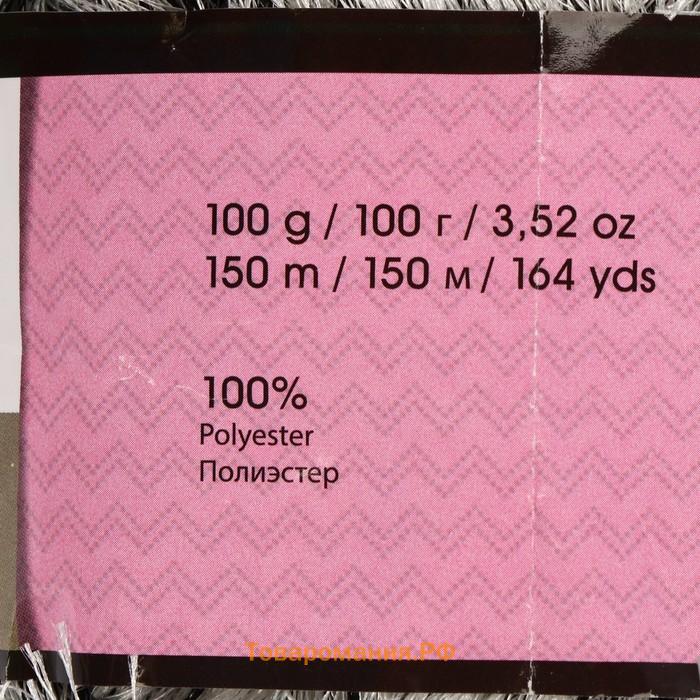 100 g / 100 г / 3,52 oz
150 m / 150 м / 164 yds
100%
Polyester
Полиэстер
Товаромания.РФ